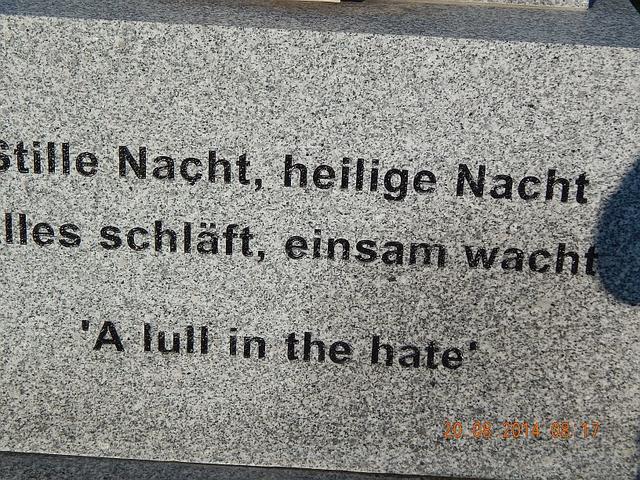 Stille Nacht, heilige Nacht
lles schläft, einsam wacht
'A lull in the hate'
20.08.2014 08:17